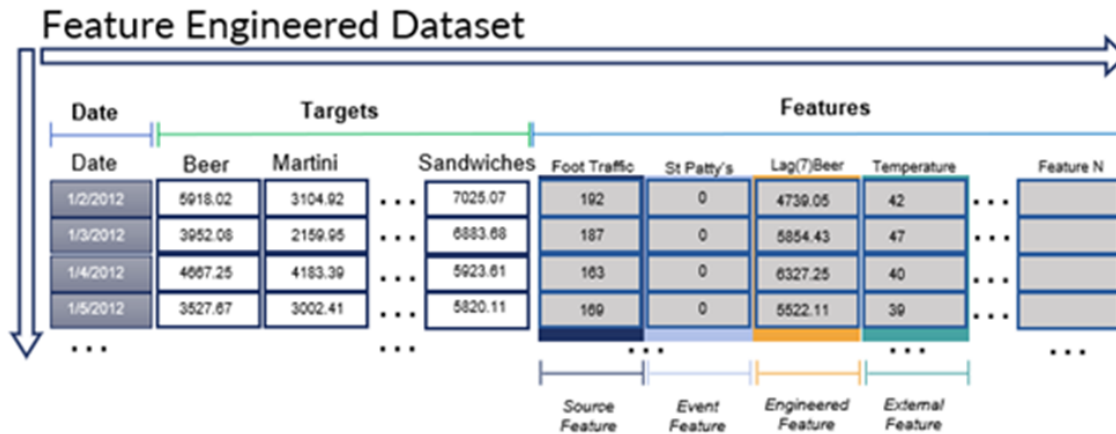 Feature Engineered Dataset
Date Targets Features
Date Beer Martini Sandwiches Foot Traffic St Patty's Lag(7)Beer Temperature Feature N
1/2/2012 5918.02 3104.92 ... 7025.07 192 0 4739.05 42 ...
1/3/2012 3952.08 2159.95 ... 6883.68 187 0 5854.43 47 ...
1/4/2012 4667.25 4183.39 ... 5923.61 163 0 6327.25 40 ...
1/5/2012 3527.67 3002.41 ... 5820.11 169 0 5522.11 39 ...
... ... ... ... ...
Source Event Engineered External
Feature Feature Feature Feature